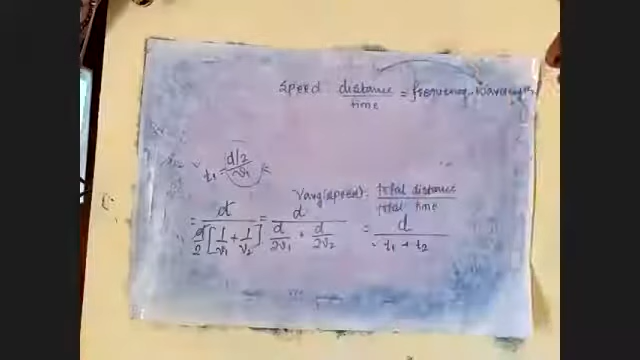 Speed distance/time = frequency × wavelength
t₁ = (d/2)/v₁
Vavg(speed) = total distance/total time
= d/(d/2[1/v₁ + 1/v₂]) = d/(d/2v₁ + d/2v₂) = d/(t₁ + t₂)